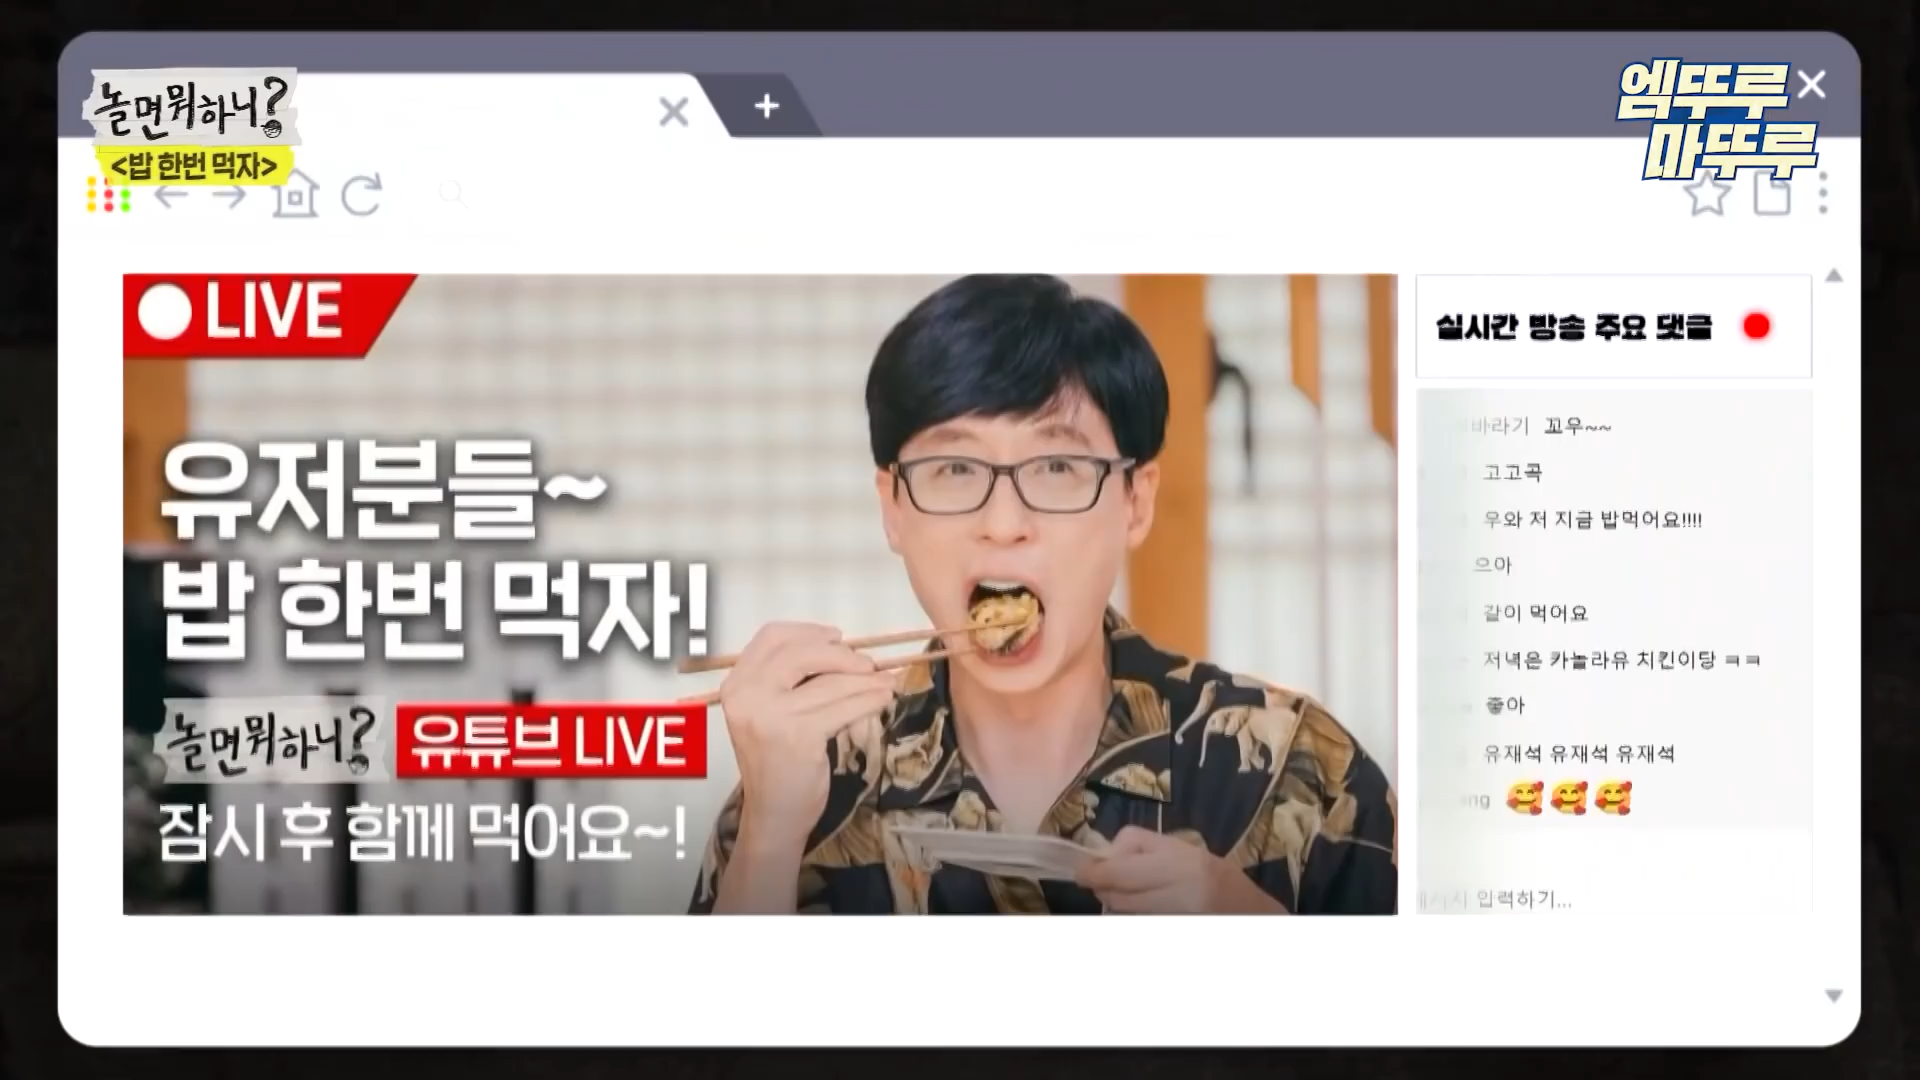 놀면 뭐하니?
<밥 한번 먹자>
엠뚜루
마뚜루
LIVE
유저분들~
밥 한번 먹자!
놀면 뭐하니? 유튜브 LIVE
잠시 후 함께 먹어요~!
실시간 방송 주요 댓글
바라기 꼬우~~
고고곡
우와 저 지금 밥먹어요!!!!
으아
같이 먹어요
저녁은 카놀라유 치킨이당 ㅋㅋ
좋아
유재석 유재석 유재석
ng 🥰🥰🥰
입력하기...